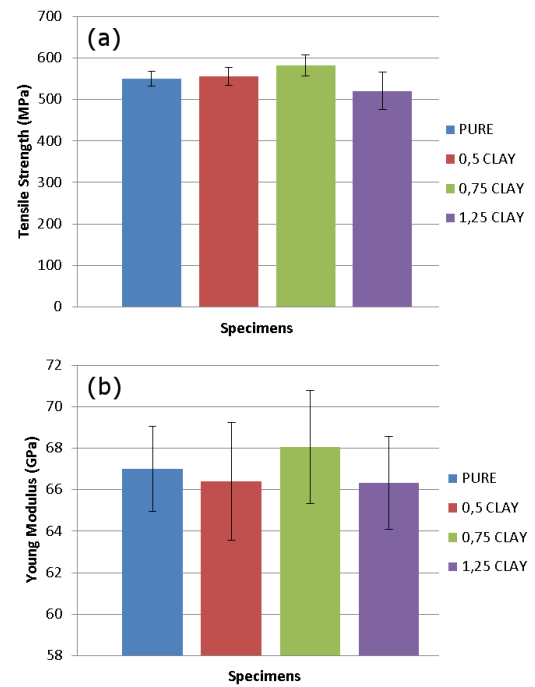 (a)
Tensile Strength (MPa)
700
600
500
400
300
200
100
0
Specimens
PURE
0,5 CLAY
0,75 CLAY
1,25 CLAY
(b)
Young Modulus (GPa)
72
70
68
66
64
62
60
58
Specimens
PURE
0,5 CLAY
0,75 CLAY
1,25 CLAY